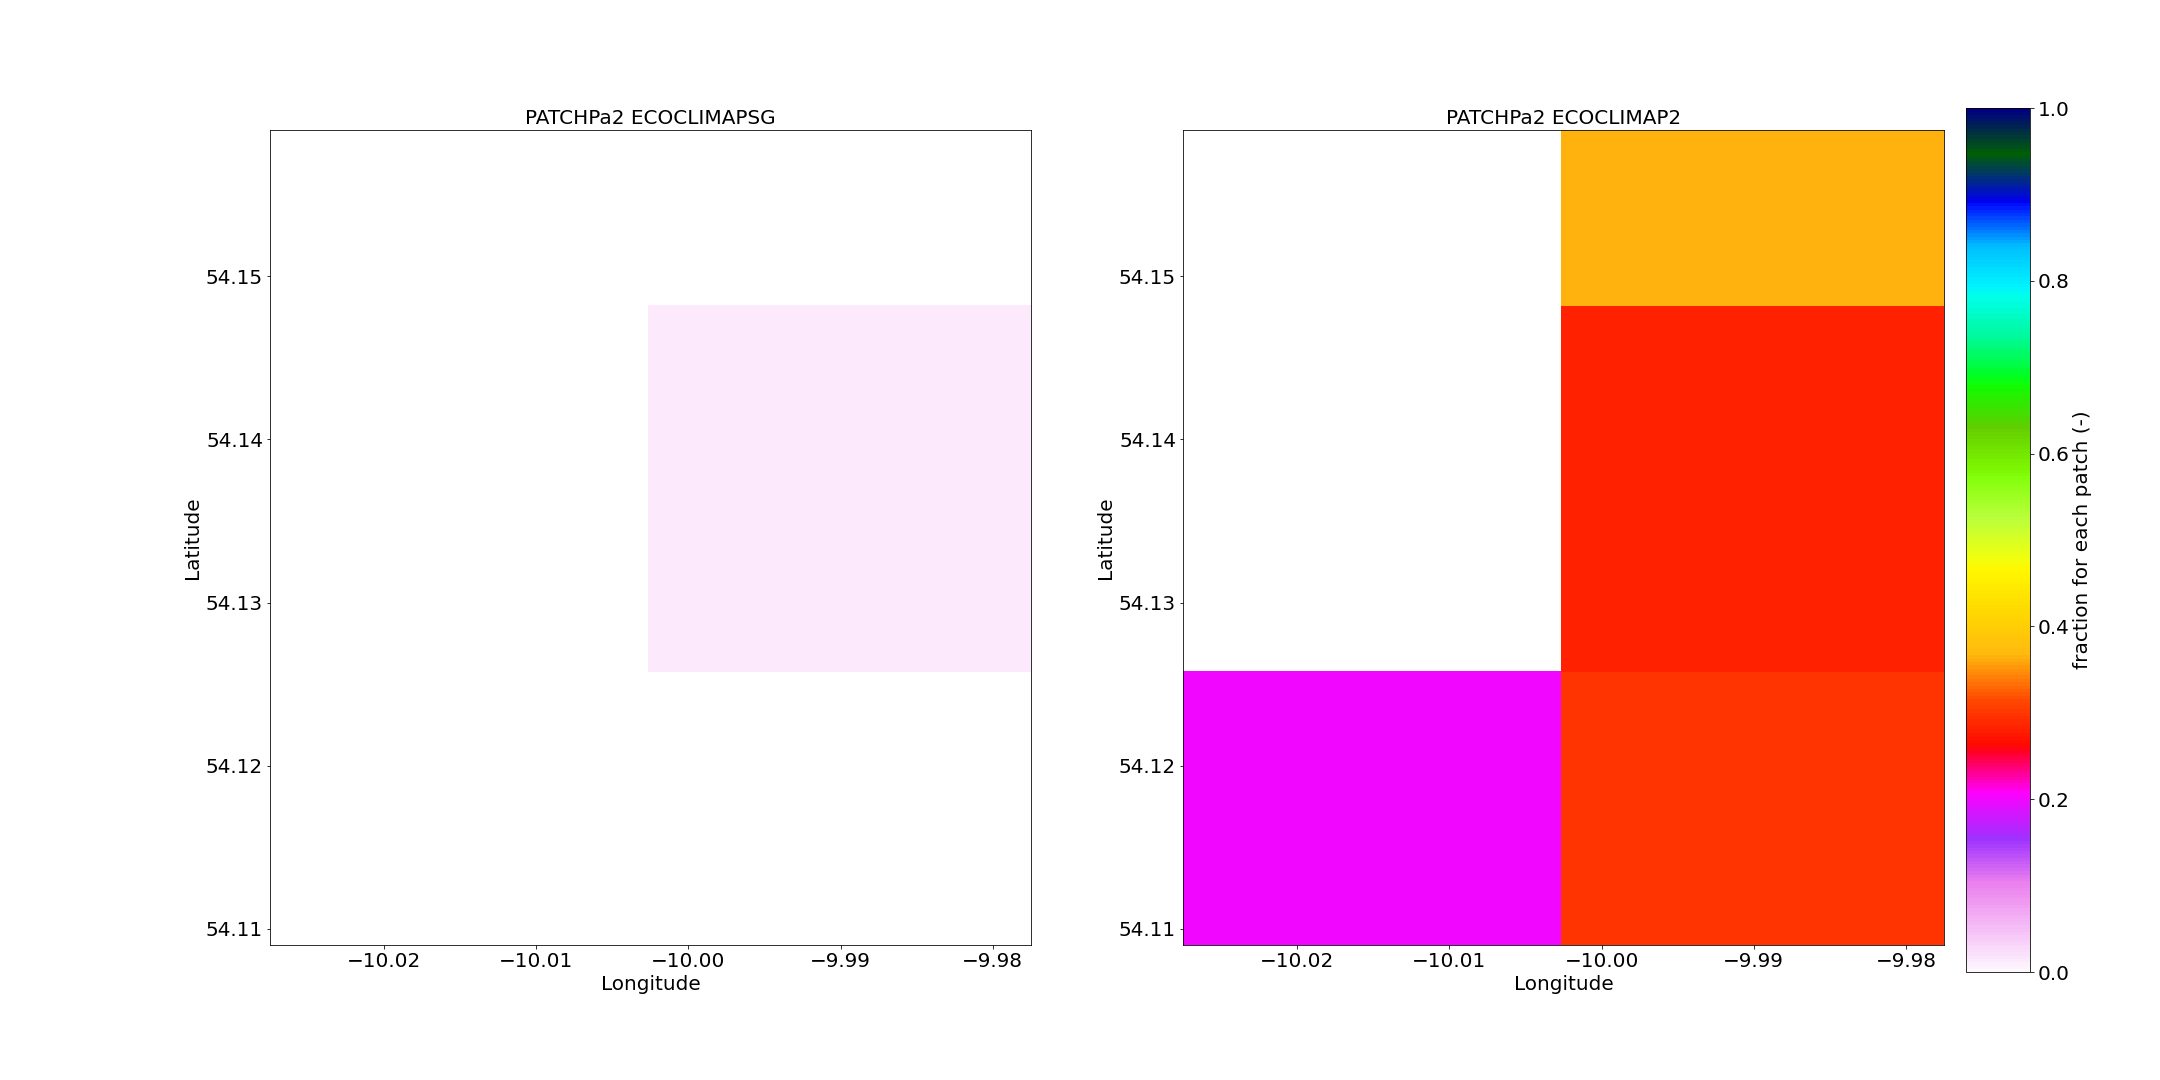 PATCHPa2 ECOCLIMAPSG
54.15
54.14
54.13
54.12
54.11
Latitude
−10.02 −10.01 −10.00 −9.99 −9.98
Longitude
PATCHPa2 ECOCLIMAP2
54.15
54.14
54.13
54.12
54.11
Latitude
−10.02 −10.01 −10.00 −9.99 −9.98
Longitude
1.0
0.8
0.6
0.4
0.2
0.0
fraction for each patch (-)